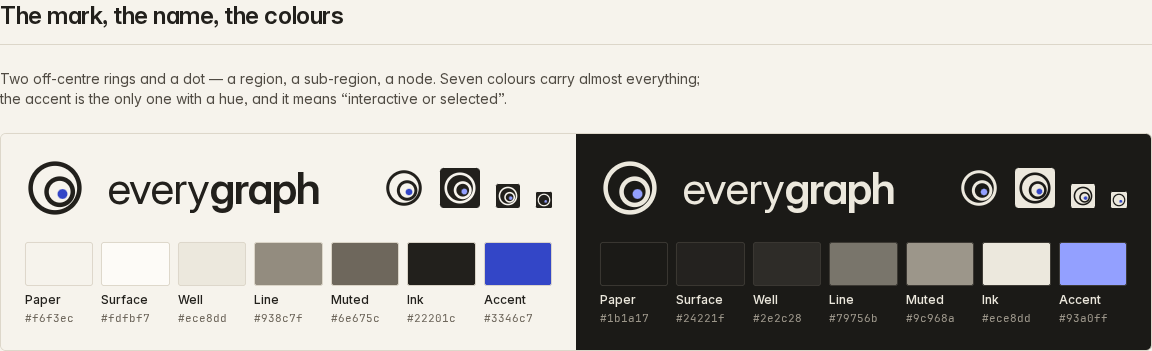 The mark, the name, the colours
Two off-centre rings and a dot — a region, a sub-region, a node. Seven colours carry almost everything;
the accent is the only one with a hue, and it means “interactive or selected”.
everygraph
Paper Surface Well Line Muted Ink Accent
#f6f3ec #fdfbf7 #ece8dd #938c7f #6e675c #22201c #3346c7
everygraph
Paper Surface Well Line Muted Ink Accent
#1b1a17 #24221f #2e2c28 #79756b #9c968a #ece8dd #93a0ff